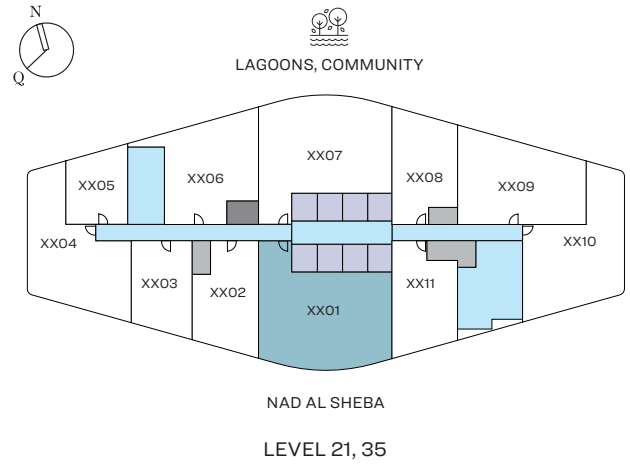 N
Q
LAGOONS, COMMUNITY
XX07
XX05
XX06
XX08
XX09
XX04
XX10
XX03
XX02
XX01
XX11
NAD AL SHEBA
LEVEL 21, 35